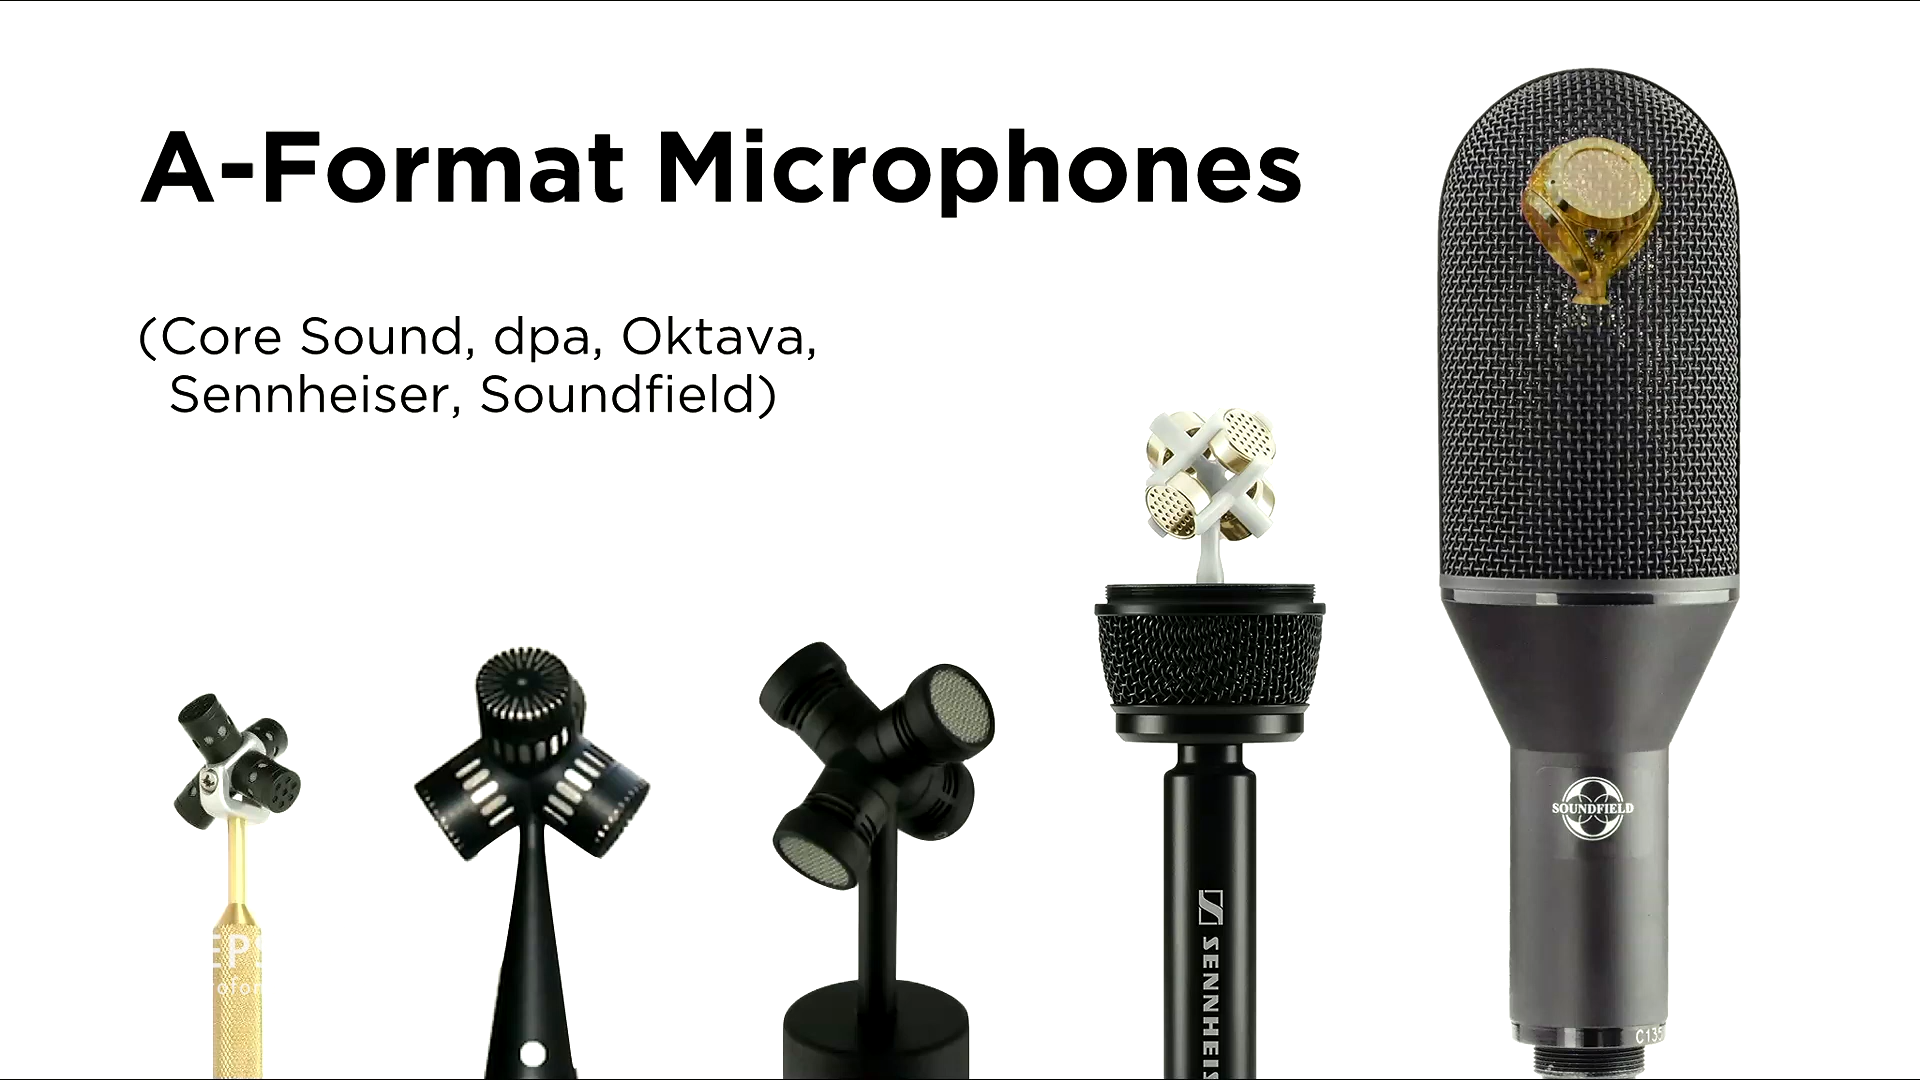 A-Format Microphones
(Core Sound, dpa, Oktava,
Sennheiser, Soundfield)
SOUNDFIELD
SENNHEIS